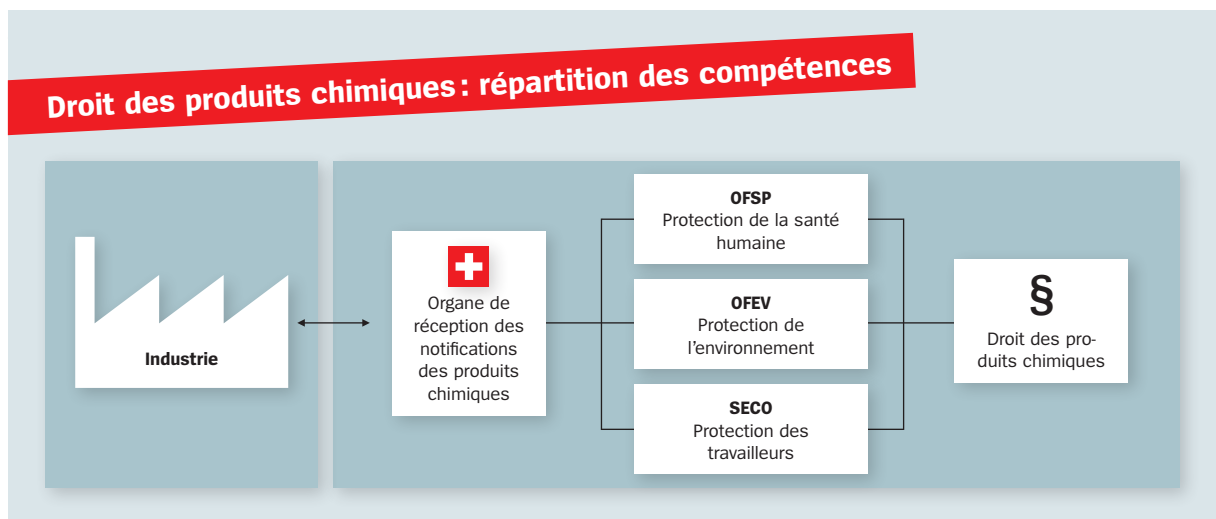 Droit des produits chimiques : répartition des compétences
Industrie
Organe de
réception des
notifications
des produits
chimiques
OFSP
Protection de la santé
humaine
OFEV
Protection de
l’environnement
SECO
Protection des
travailleurs
§
Droit des pro-
duits chimiques